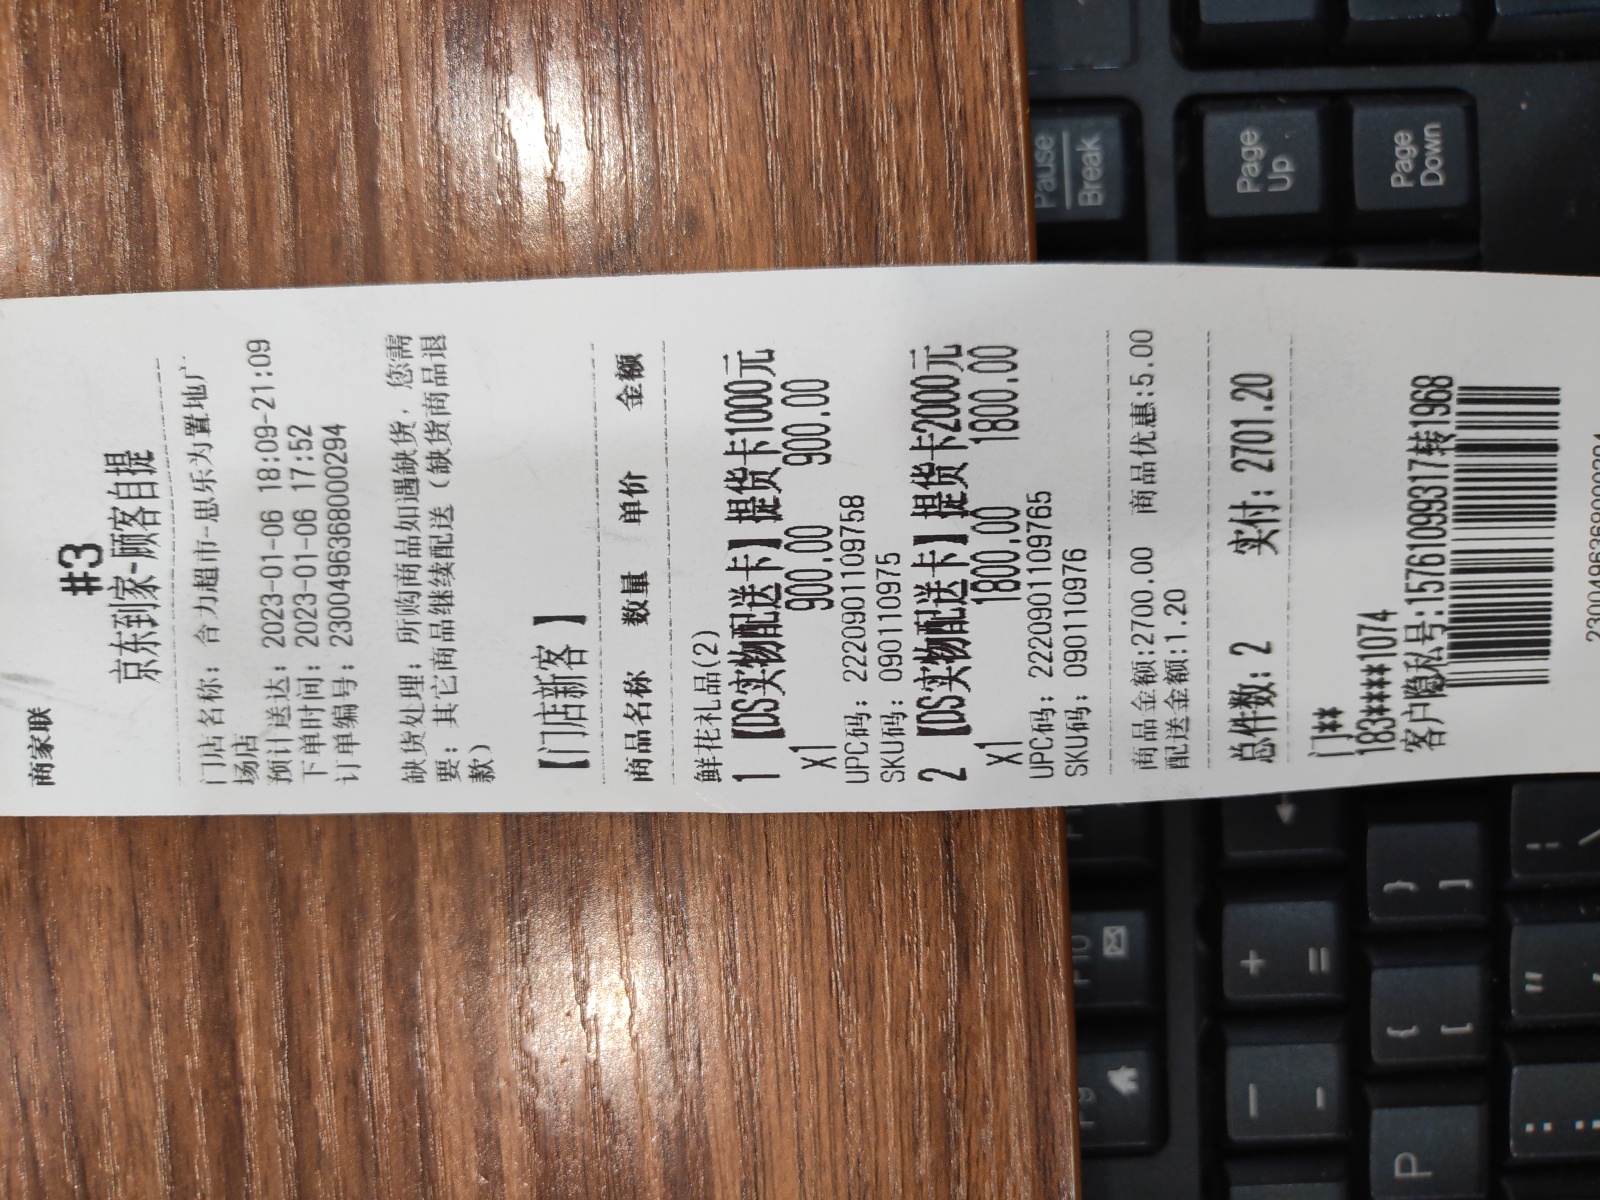 商家联
#3
京东到家-顾客自提
门店名称：合力超市-思乐为置地广
场店
预计送达：2023-01-06 18:09-21:09
下单时间：2023-01-06 17:52
订单编号：2300496368000294
缺货处理：所购商品如遇缺货，您需
要：其它商品继续配送（缺货商品退
款）
【门店新客】
商品名称 数量 单价 金额
鲜花礼品(2)
1 【DS实物配送卡】提货卡1000元
X1 900.00 900.00
UPC码：2220901109758
SKU码：0901110975
2 【DS实物配送卡】提货卡2000元
X1 1800.00 1800.00
UPC码：2220901109765
SKU码：090110976
商品金额:2700.00 商品优惠:5.00
配送金额:1.20
总件数：2 实付：2701.20
门**
183****1074
客户隐私号:15761099317转1968
Pause
Break
Page
Up
Page
Down
F10
+
=
}
]
{
[
P